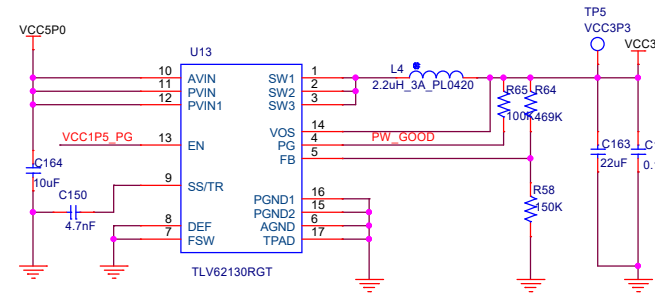 TP5
VCC5P0
VCC3P3
VCC3
U13
10 AVIN SW1 1
11 PVIN SW2 2
12 PVIN1 SW3 3
L4
2.2uH_3A_PL0420
R65 R64
100K 469K
VOS 14
VCC1P5_PG 13 EN PG 4 PW_GOOD
FB 5
C164
10uF
C163
22uF
C1
0.1
9 SS/TR
C150
4.7nF
PGND1 16
PGND2 15
8 DEF AGND 6
7 FSW TPAD 17
R58
150K
TLV62130RGT